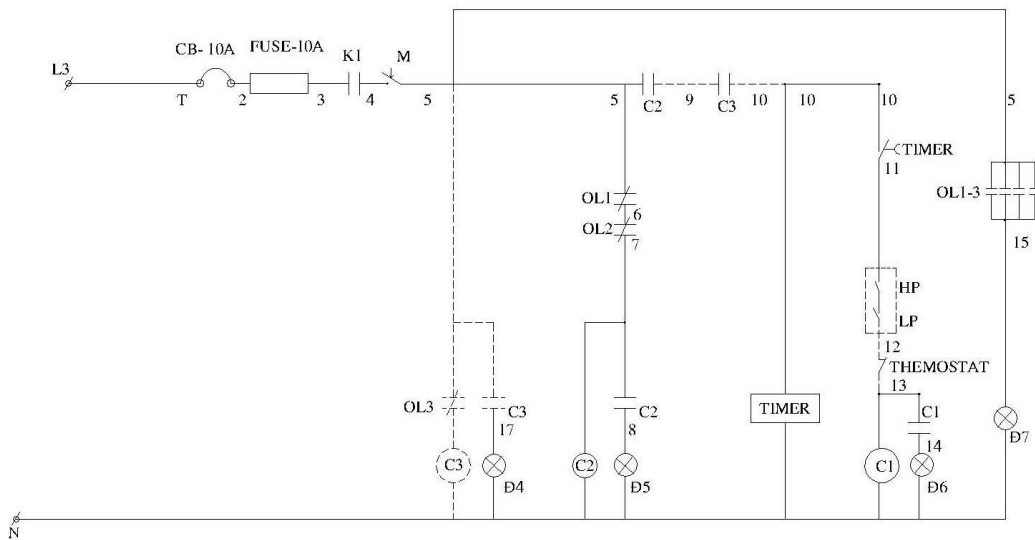 CB- 10A FUSE-10A K1 M
L3
T 2 3 4 5 5 C2 9 C3 10 10 10 5
TIMER
11
OL1
6
OL2
7
OL1-3
15
HP
LP
12
THEMOSTAT
13
OL3 C3
17
C2
8
TIMER
C1
14
Đ7
C3 Đ4 C2 Đ5 C1 Đ6
N